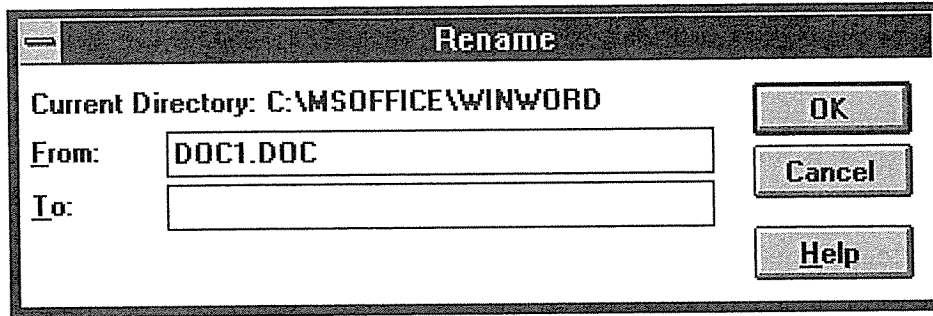 Rename
Current Directory: C:\MSOFFICE\WINWORD
OK
From: DOC1.DOC
Cancel
To:
Help